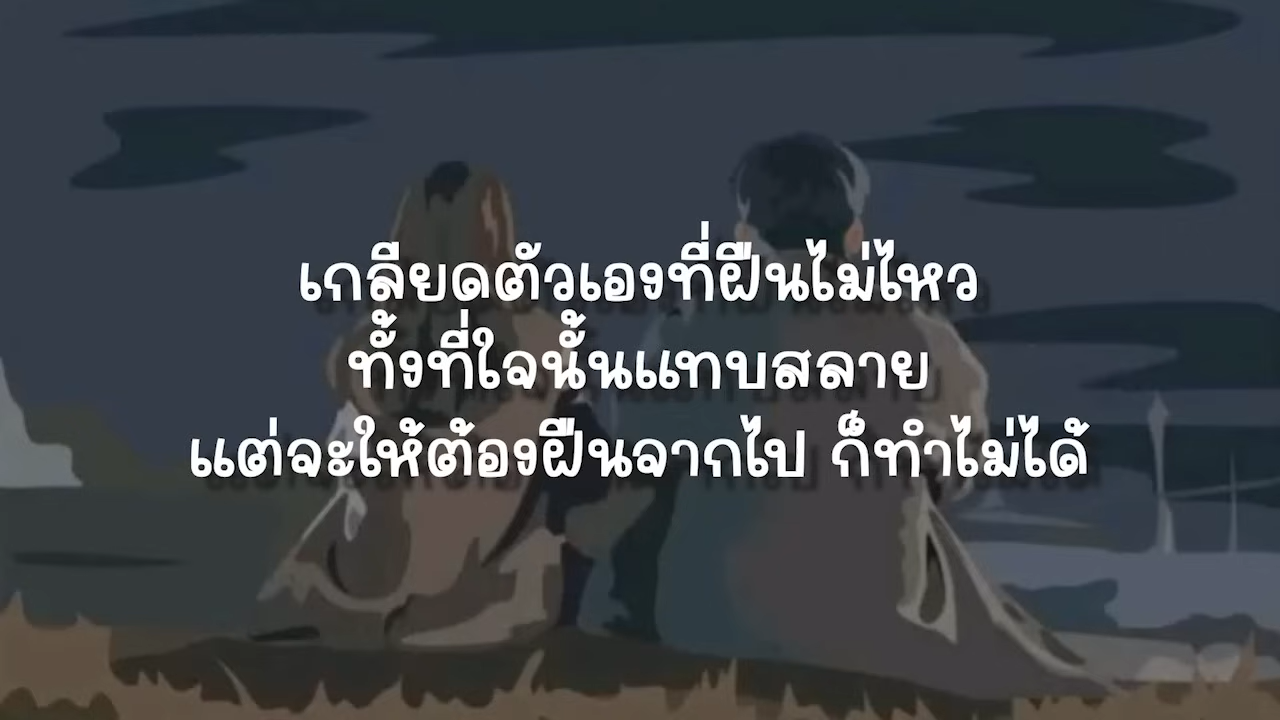 เกลียดตัวเองที่ฝืนไม่ไหว
ทั้งที่ใจนั้นแทบสลาย
แต่จะให้ต้องฝืนจากไป ก็ทำไม่ได้